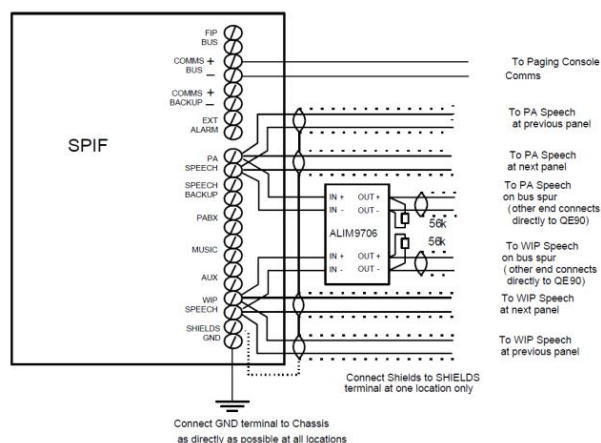 SPIF
FIP
BUS
COMMS +
BUS –
COMMS +
BACKUP –
EXT
ALARM
PA
SPEECH
SPEECH
BACKUP
PABX
MUSIC
AUX
WIP
SPEECH
SHIELDS
GND
IN + OUT +
IN - OUT -
ALIM9706
IN + OUT +
IN - OUT -
56k
56k
To Paging Console
Comms
To PA Speech
at previous panel
To PA Speech
at next panel
To PA Speech
on bus spur
(other end connects
directly to QE90)
To WIP Speech
on bus spur
( other end connects
directly to QE90)
To WIP Speech
at next panel
To WIP Speech
at previous panel
Connect Shields to SHIELDS
terminal at one location only
Connect GND terminal to Chassis
as directly as possible at all locations